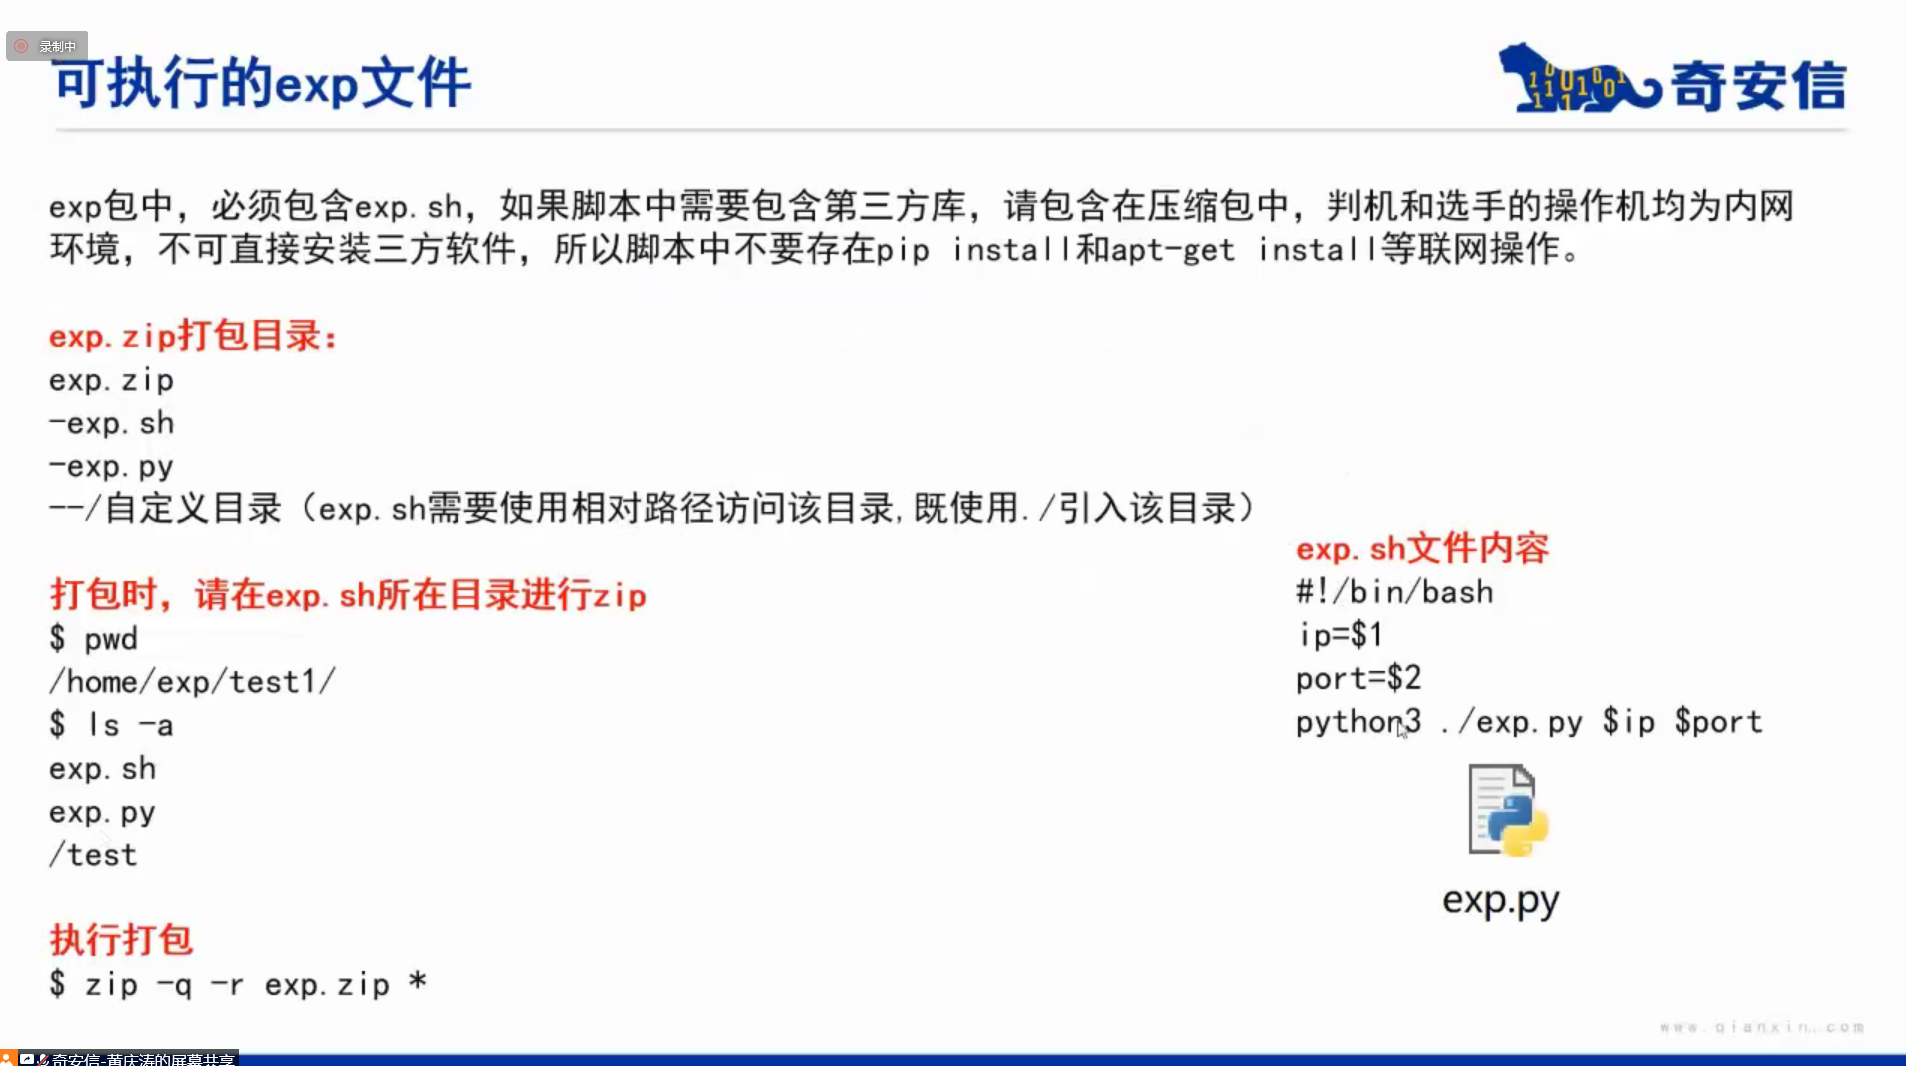 录制中
可执行的exp文件
奇安信
exp包中，必须包含exp.sh，如果脚本中需要包含第三方库，请包含在压缩包中，判机和选手的操作机均为内网
环境，不可直接安装三方软件，所以脚本中不要存在pip install和apt-get install等联网操作。
exp.zip打包目录：
exp.zip
-exp.sh
-exp.py
--/自定义目录（exp.sh需要使用相对路径访问该目录,既使用./引入该目录）
打包时，请在exp.sh所在目录进行zip
$ pwd
/home/exp/test1/
$ ls -a
exp.sh
exp.py
/test
执行打包
$ zip -q -r exp.zip *
exp.sh文件内容
#!/bin/bash
ip=$1
port=$2
python3 ./exp.py $ip $port
exp.py
www.qianxin.com
奇安信-黄庆涛的屏幕共享